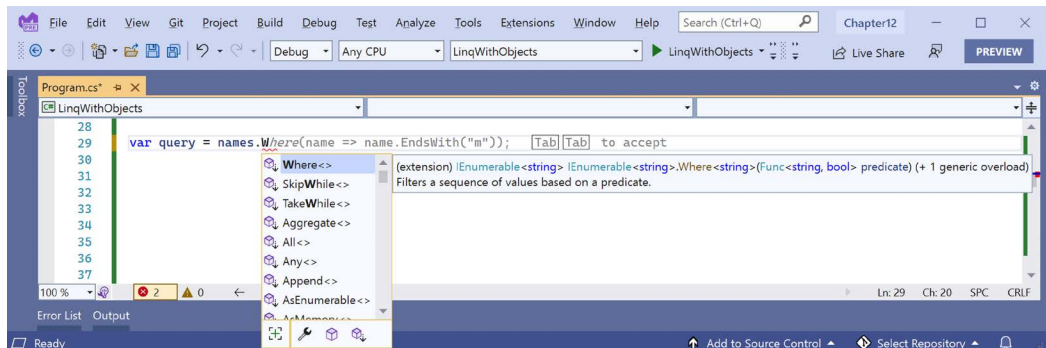 File Edit View Git Project Build Debug Test Analyze Tools Extensions Window Help Search (Ctrl+Q) Chapter12
Debug Any CPU LinqWithObjects LinqWithObjects Live Share PREVIEW
Toolbox
Program.cs*
LinqWithObjects
28
29 var query = names.Where(name => name.EndsWith("m")); Tab Tab to accept
30 Where<> (extension) IEnumerable<string> IEnumerable<string>.Where<string>(Func<string, bool> predicate) (+ 1 generic overload)
31 SkipWhile<> Filters a sequence of values based on a predicate.
32 TakeWhile<>
33
34 Aggregate<>
35 All<>
36 Any<>
37 Append<>
100 % 2 0 AsEnumerable<> Ln: 29 Ch: 20 SPC CRLF
Error List Output AsMemory<>
Ready Add to Source Control Select Repository